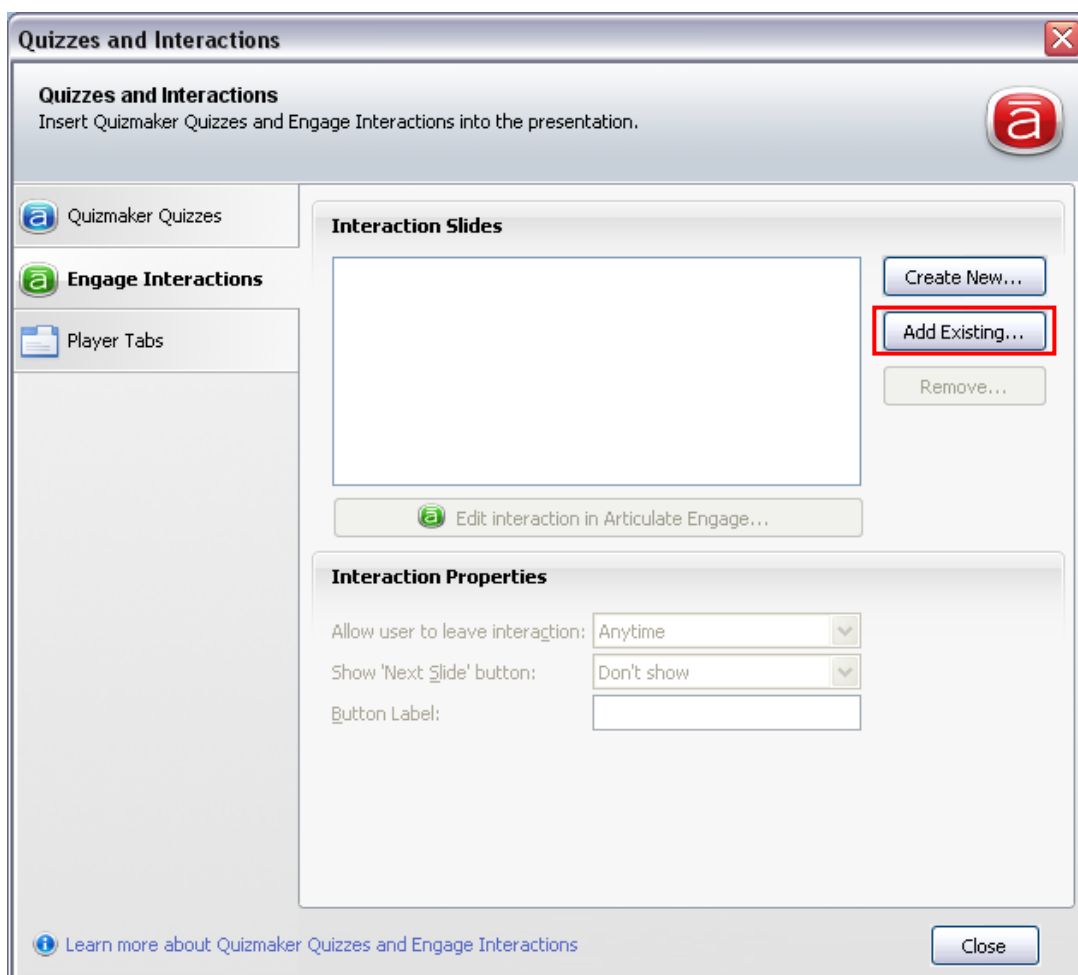 Quizzes and Interactions
Quizzes and Interactions
Insert Quizmaker Quizzes and Engage Interactions into the presentation.
Quizmaker Quizzes
Engage Interactions
Player Tabs
Interaction Slides
Create New...
Add Existing...
Remove...
Edit interaction in Articulate Engage...
Interaction Properties
Allow user to leave interaction: Anytime
Show 'Next Slide' button: Don't show
Button Label:
Learn more about Quizmaker Quizzes and Engage Interactions
Close